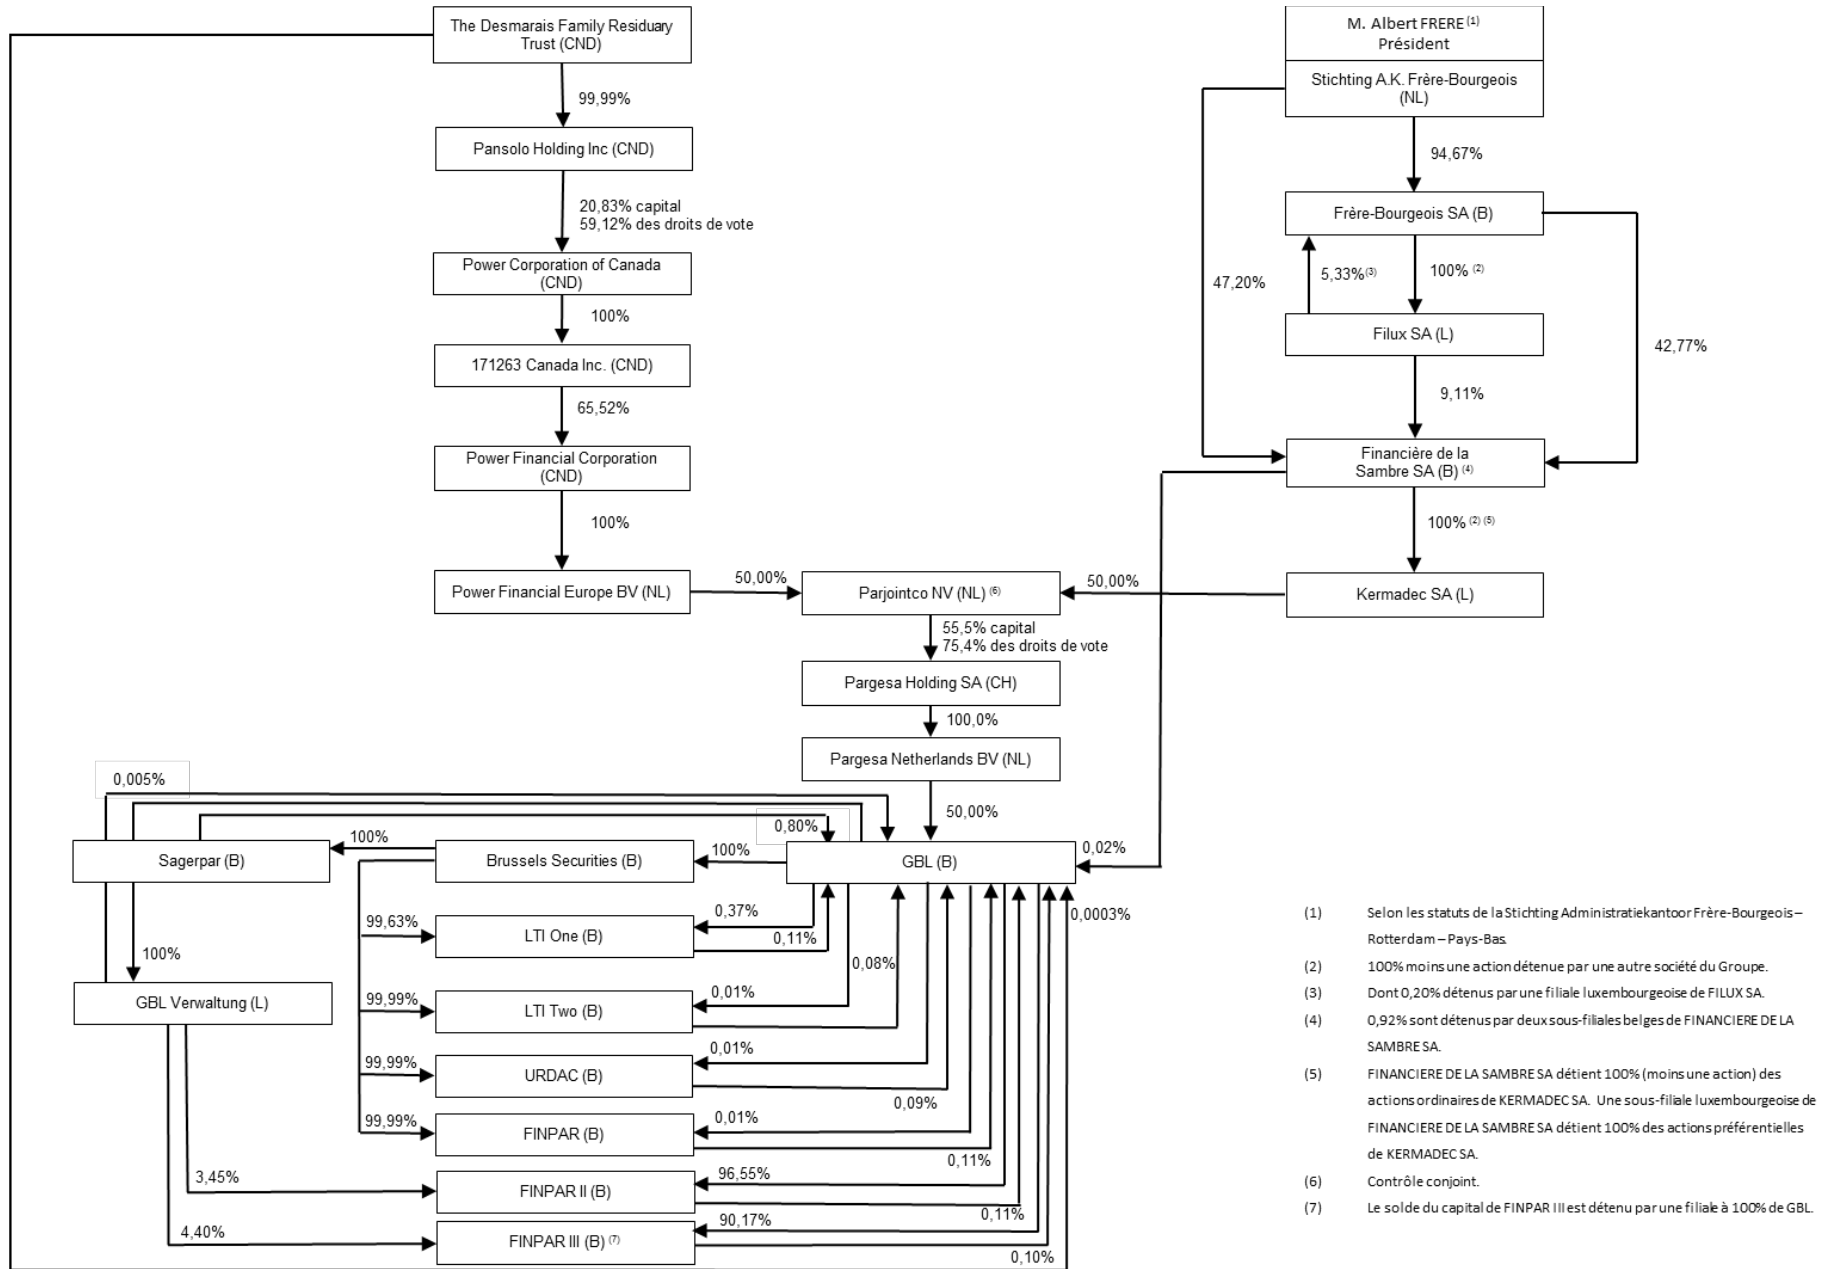 The Desmarais Family Residuary
Trust (CND)
99,99%
Pansolo Holding Inc (CND)
20,83% capital
59,12% des droits de vote
Power Corporation of Canada
(CND)
100%
171263 Canada Inc. (CND)
65,52%
Power Financial Corporation
(CND)
100%
Power Financial Europe BV (NL)
50,00%
M. Albert FRERE (1)
Président
Stichting A.K. Frère-Bourgeois
(NL)
94,67%
Frère-Bourgeois SA (B)
47,20%
5,33%(3)
100% (2)
42,77%
Filux SA (L)
9,11%
Financière de la
Sambre SA (B) (4)
100% (2) (5)
Kermadec SA (L)
50,00%
Parjointco NV (NL) (6)
55,5% capital
75,4% des droits de vote
Pargesa Holding SA (CH)
100,0%
Pargesa Netherlands BV (NL)
50,00%
0,005%
0,80%
0,02%
GBL (B)
100%
Brussels Securities (B)
100%
Sagerpar (B)
100%
GBL Verwaltung (L)
0,0003%
99,63%
LTI One (B)
0,37%
0,11%
0,08%
99,99%
LTI Two (B)
0,01%
99,99%
URDAC (B)
0,01%
0,09%
99,99%
FINPAR (B)
0,01%
0,11%
3,45%
FINPAR II (B)
96,55%
0,11%
4,40%
FINPAR III (B) (7)
90,17%
0,10%
(1) Selon les statuts de la Stichting Administratiekantoor Frère-Bourgeois –
Rotterdam – Pays-Bas.
(2) 100% moins une action détenue par une autre société du Groupe.
(3) Dont 0,20% détenus par une filiale luxembourgeoise de FILUX SA.
(4) 0,92% sont détenus par deux sous-filiales belges de FINANCIERE DE LA
SAMBRE SA.
(5) FINANCIERE DE LA SAMBRE SA détient 100% (moins une action) des
actions ordinaires de KERMADEC SA. Une sous-filiale luxembourgeoise de
FINANCIERE DE LA SAMBRE SA détient 100% des actions préférentielles
de KERMADEC SA.
(6) Contrôle conjoint.
(7) Le solde du capital de FINPAR III est détenu par une filiale à 100% de GBL.